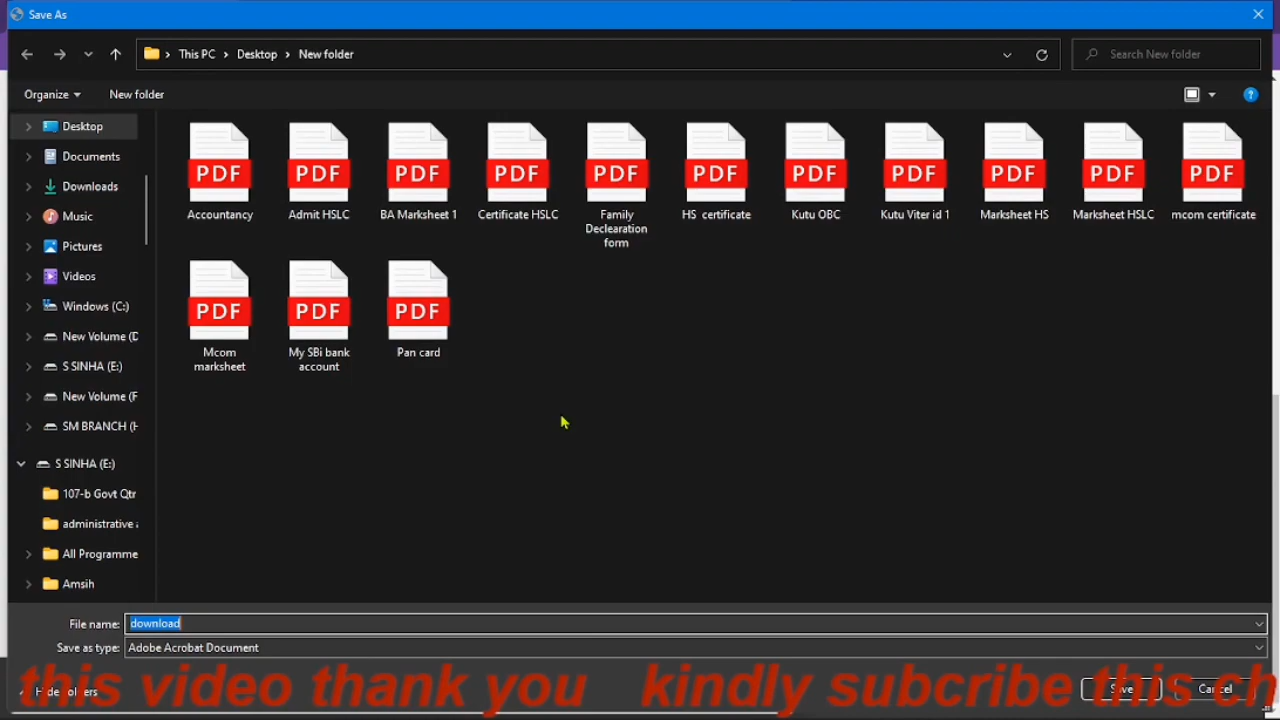 Save As
This PC > Desktop > New folder
Search New folder
Organize
New folder
Desktop
Documents
Downloads
Music
Pictures
Videos
Windows (C:)
New Volume (D
S SINHA (E:)
New Volume (F
SM BRANCH (H
S SINHA (E:)
107-b Govt Qtr
administrative a
All Programme
Amsih
PDF PDF PDF PDF PDF PDF PDF PDF PDF PDF PDF
Accountancy
Admit HSLC
BA Marksheet 1
Certificate HSLC
Family
Declearation
form
HS certificate
Kutu OBC
Kutu Viter id 1
Marksheet HS
Marksheet HSLC
mcom certificate
PDF PDF PDF
Mcom
marksheet
My SBi bank
account
Pan card
File name: download
Save as type: Adobe Acrobat Document
Hide Folders
Save
Cancel
this video thank you kindly subcribe this ch